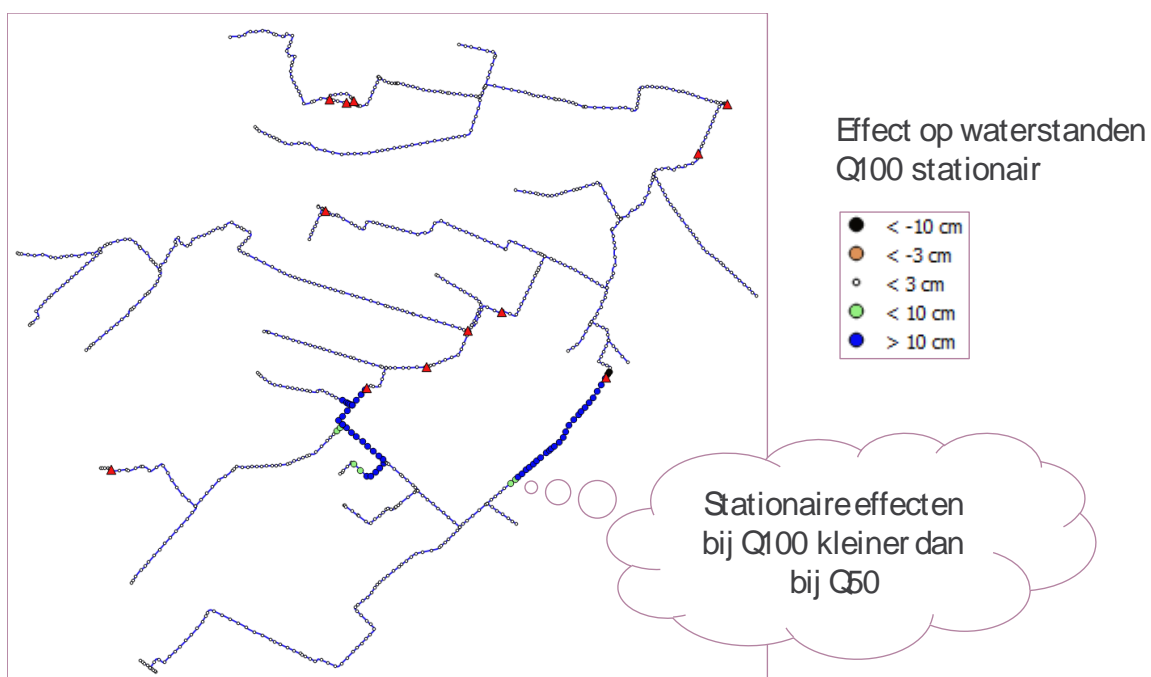 Effect op waterstanden
Q100 stationair
< -10 cm
< -3 cm
< 3 cm
< 10 cm
> 10 cm
Stationaire effecten
bij Q100 kleiner dan
bij Q50